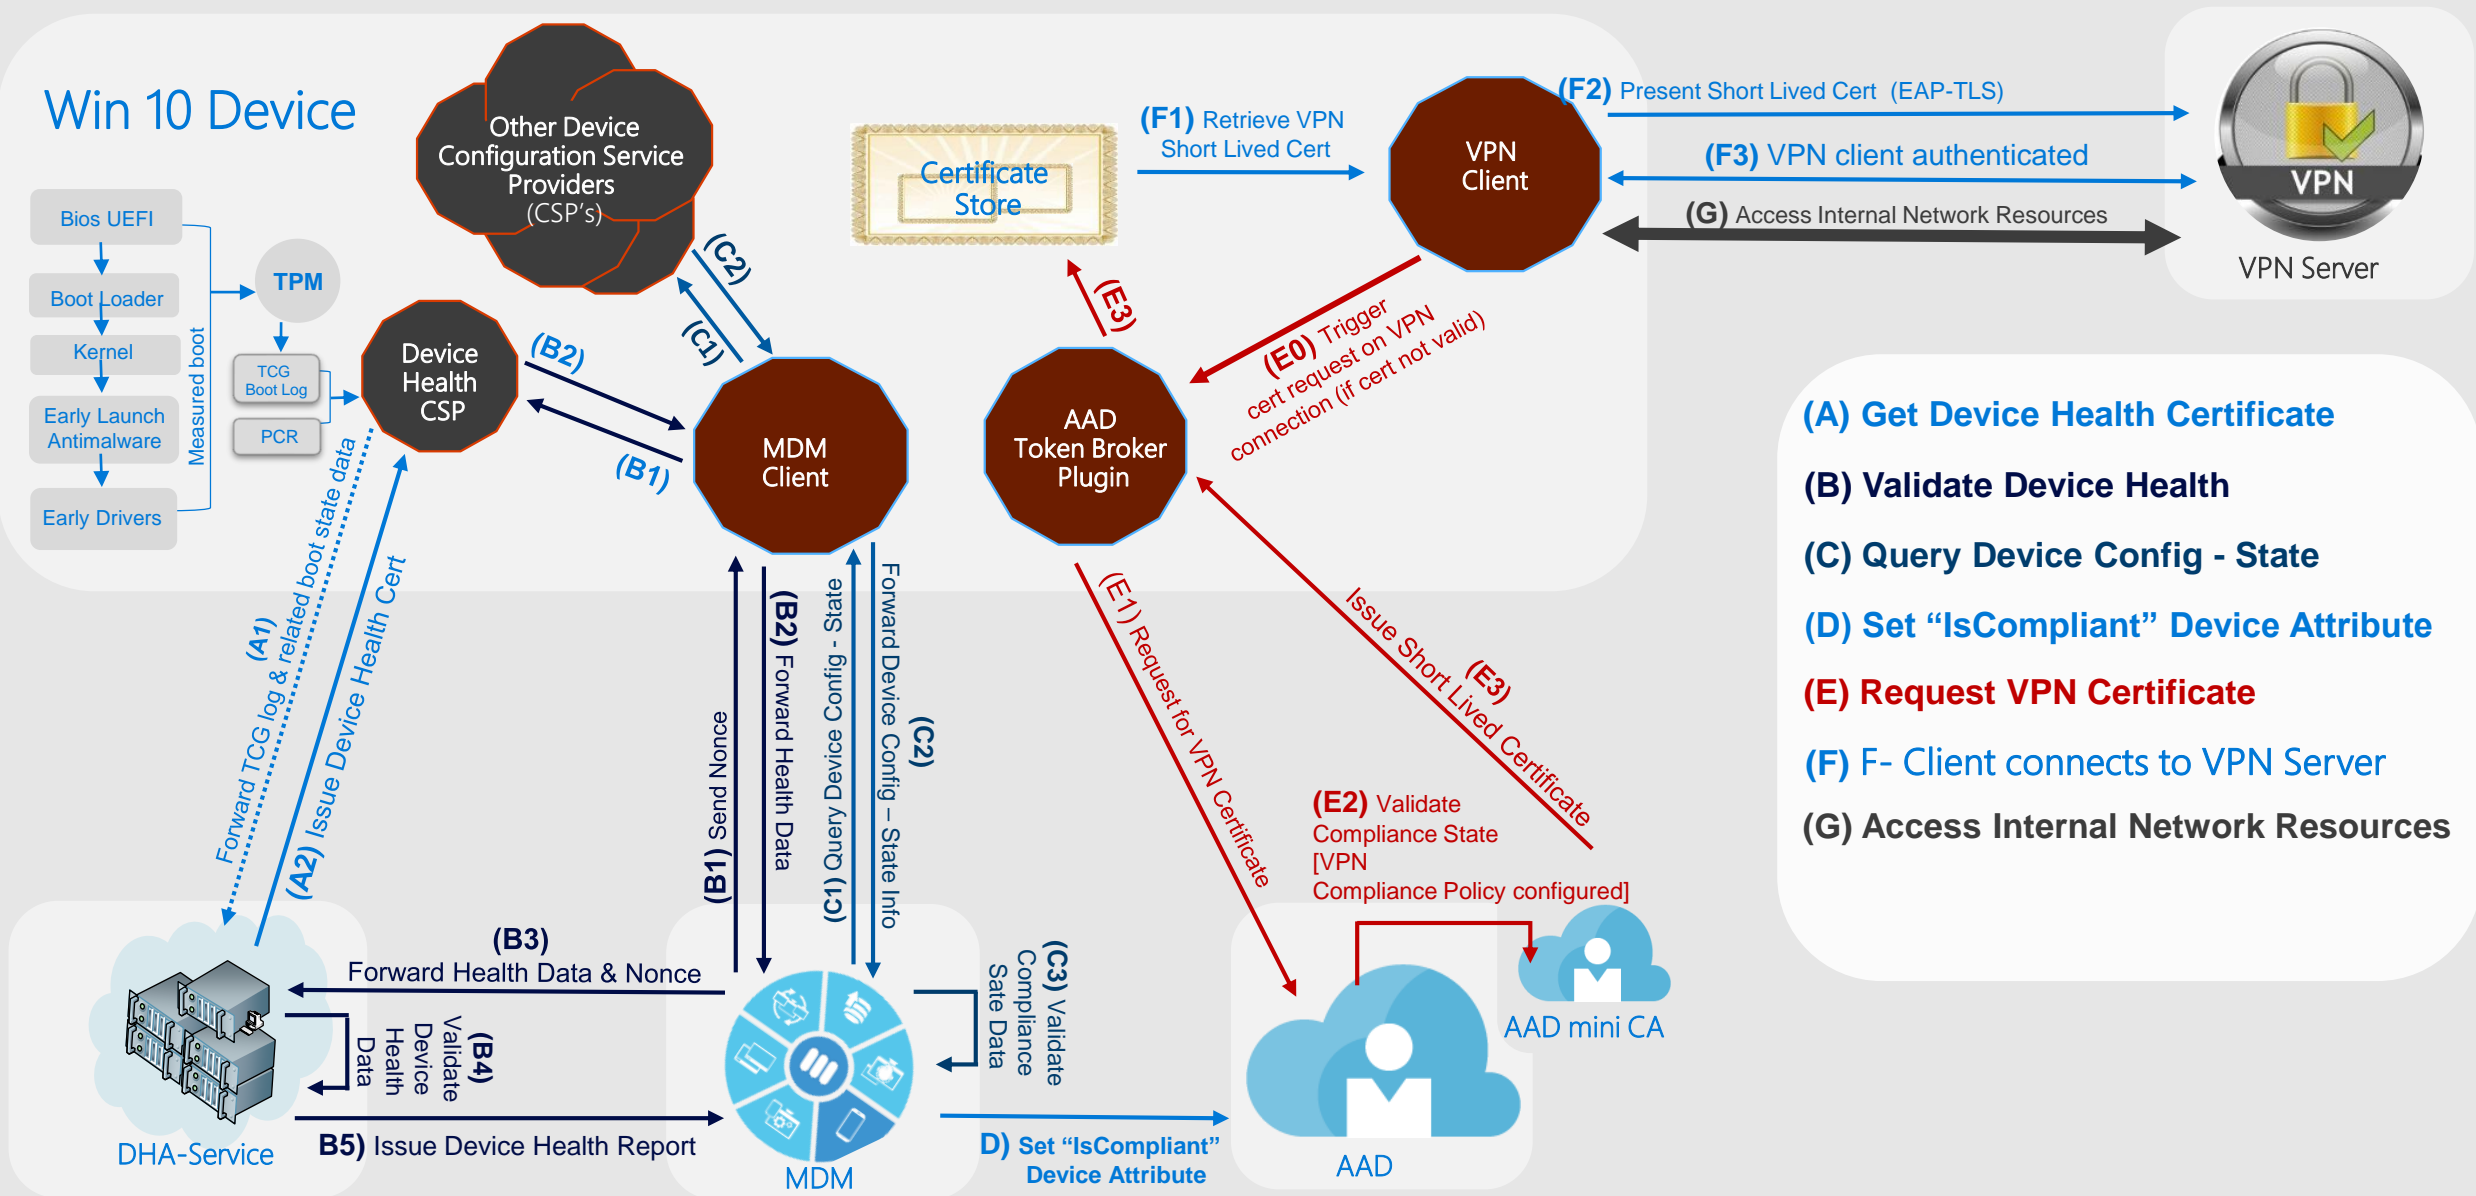 Win 10 Device
Bios UEFI
Boot Loader
Kernel
Early Launch
Antimalware
Early Drivers
Measured boot
TPM
TCG
Boot Log
PCR
Other Device
Configuration Service
Providers
(CSP's)
Device
Health
CSP
(B2)
(B1)
(C2)
(C1)
MDM
Client
Certificate
Store
(F1) Retrieve VPN
Short Lived Cert
VPN
Client
(F2) Present Short Lived Cert (EAP-TLS)
(F3) VPN client authenticated
(G) Access Internal Network Resources
VPN
VPN Server
(E3)
(E0) Trigger
cert request on VPN
connection (if cert not valid)
AAD
Token Broker
Plugin
(A1)
Forward TCG log & related boot state data
(A2) Issue Device Health Cert
(B1) Send Nonce
(B2) Forward Health Data
(C1) Query Device Config - State
(C2)
Forward Device Config – State Info
(E1) Request for VPN Certificate
(E3)
Issue Short Lived Certificate
(E2) Validate
Compliance State
[VPN
Compliance Policy configured]
(B3)
Forward Health Data & Nonce
(B4)
Validate
Device
Health
Data
B5) Issue Device Health Report
DHA-Service
MDM
(C3) Validate
Compliance
Sate Data
D) Set “IsCompliant”
Device Attribute
AAD
AAD mini CA
(A) Get Device Health Certificate
(B) Validate Device Health
(C) Query Device Config - State
(D) Set “IsCompliant” Device Attribute
(E) Request VPN Certificate
(F) F- Client connects to VPN Server
(G) Access Internal Network Resources